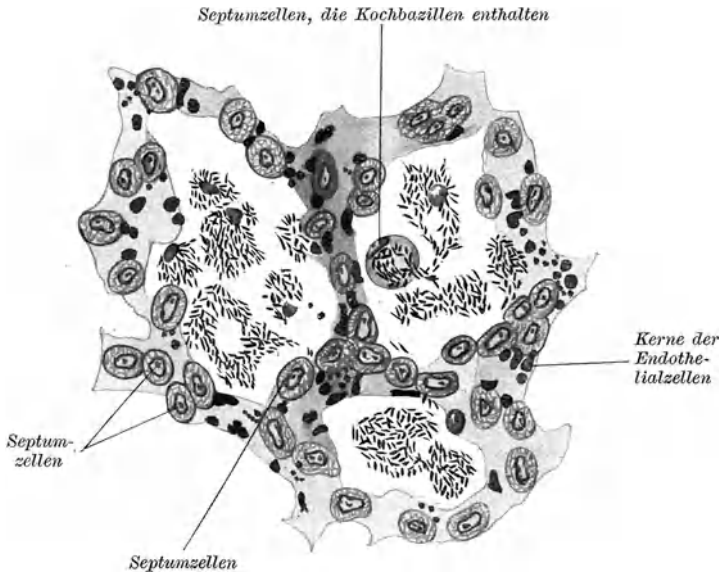 Septumzellen, die Kochbazillen enthalten
Kerne der
Endothe-
lialzellen
Septum-
zellen
Septumzellen